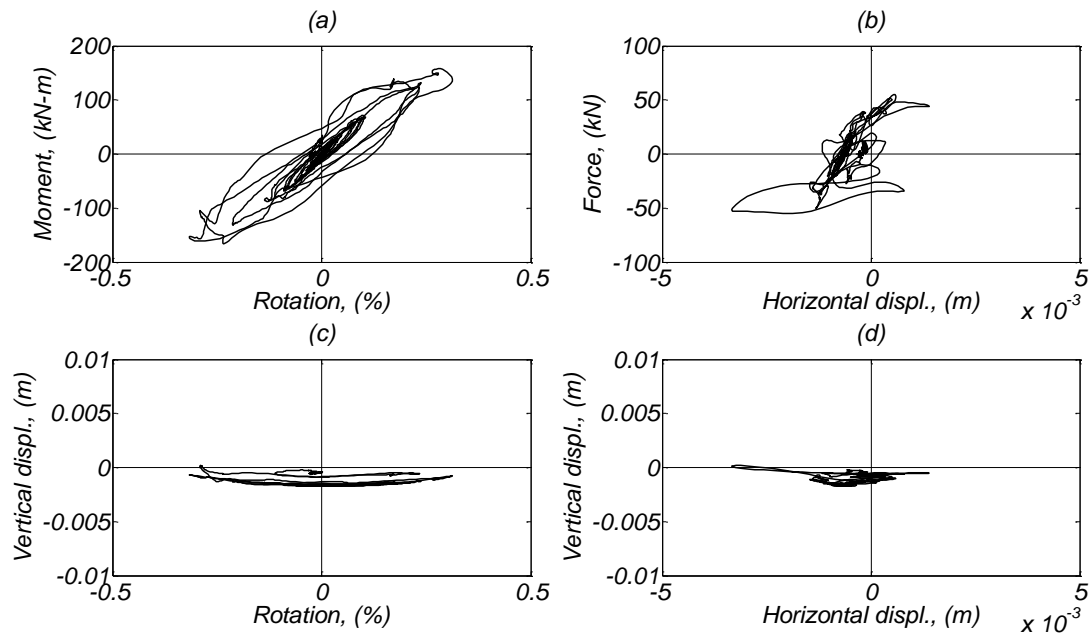 (a)
200
100
0
-100
-200
Moment, (kN-m)
-0.5
0
0.5
Rotation, (%)
(b)
100
50
0
-50
-100
Force, (kN)
-5
0
5
Horizontal displ., (m)
x 10^-3
(c)
0.01
0.005
0
-0.005
-0.01
Vertical displ., (m)
-0.5
0
0.5
Rotation, (%)
(d)
0.01
0.005
0
-0.005
-0.01
Vertical displ., (m)
-5
0
5
Horizontal displ., (m)
x 10^-3